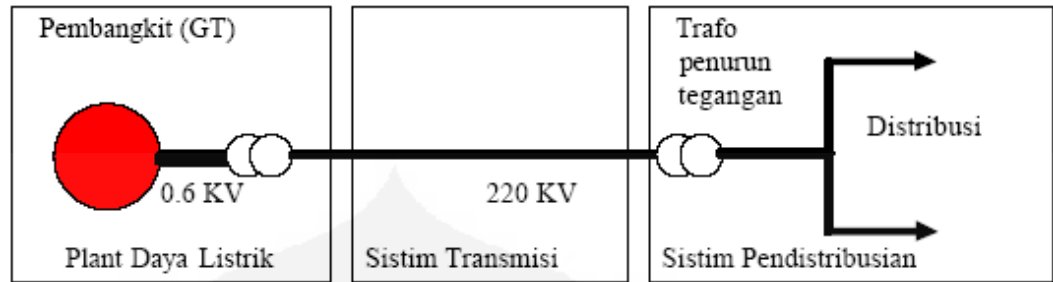 Pembangkit (GT)
0.6 KV
Plant Daya Listrik
220 KV
Sistim Transmisi
Trafo
penurun
tegangan
Distribusi
Sistim Pendistribusian